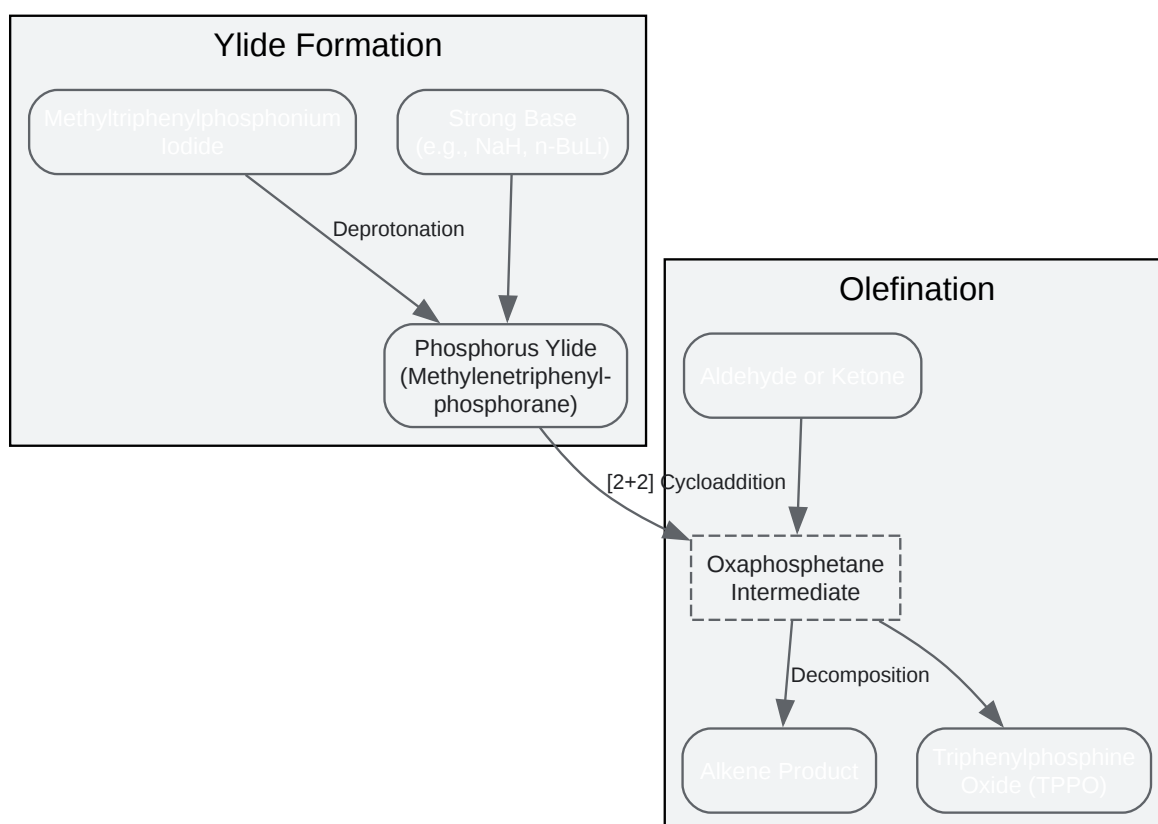 Ylide Formation
Methyltriphenylphosphonium
Iodide
Strong Base
(e.g., NaH, n-BuLi)
Deprotonation
Phosphorus Ylide
(Methylenetriphenyl-
phosphorane)
Olefination
Aldehyde or Ketone
[2+2] Cycloaddition
Oxaphosphetane
Intermediate
Decomposition
Alkene Product
Triphenylphosphine
Oxide (TPPO)